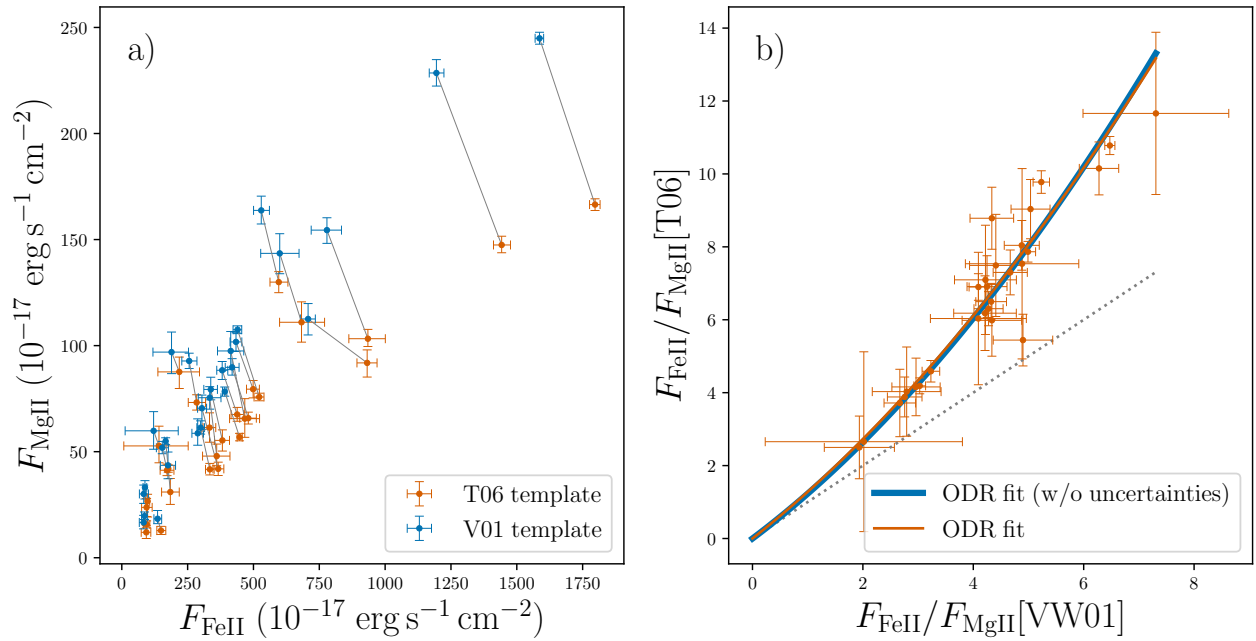 a)
F_FeII (10^−17 erg s^−1 cm^−2)
F_MgII (10^−17 erg s^−1 cm^−2)
0 250 500 750 1000 1250 1500 1750
250
200
150
100
50
0
T06 template
V01 template
b)
F_FeII/F_MgII[T06]
F_FeII/F_MgII[VW01]
14
12
10
8
6
4
2
0
0 2 4 6 8
ODR fit (w/o uncertainties)
ODR fit